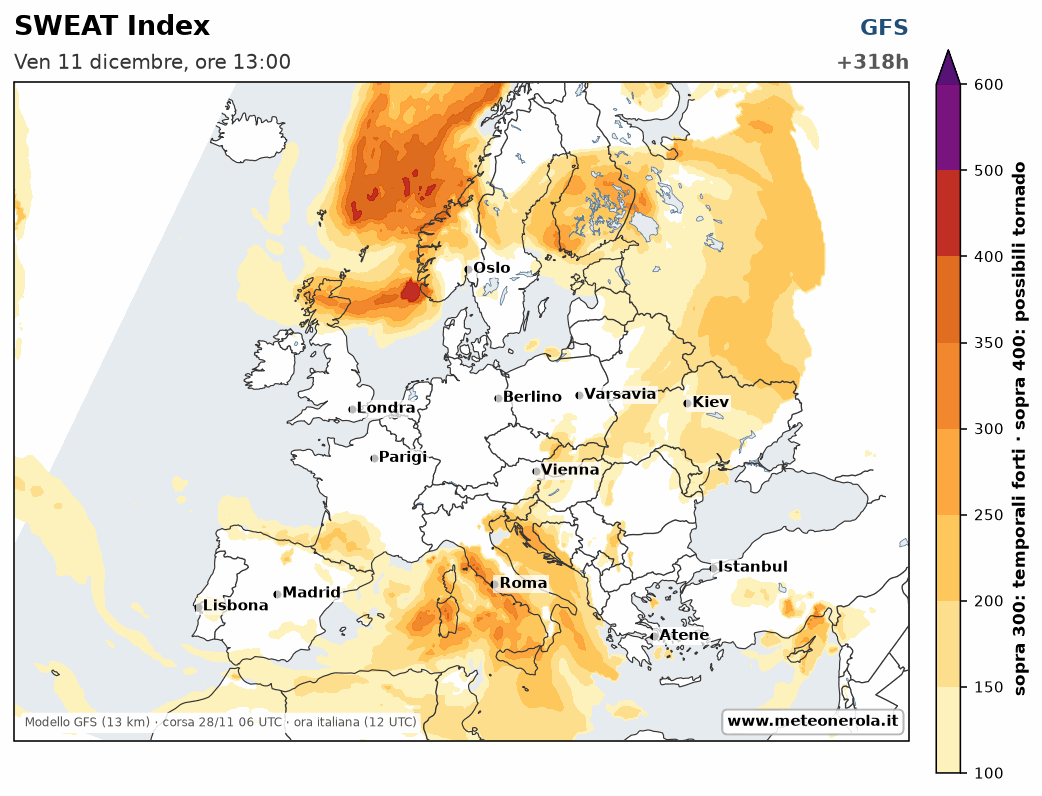 SWEAT Index
GFS
Ven 11 dicembre, ore 13:00
+318h
600
500
400
350
300
250
200
150
100
sopra 300: temporali forti · sopra 400: possibili tornado
Oslo
Berlino
Varsavia
Kiev
Londra
Parigi
Vienna
Istanbul
Roma
Madrid
Lisbona
Atene
Modello GFS (13 km) · corsa 28/11 06 UTC · ora italiana (12 UTC)
www.meteonerola.it